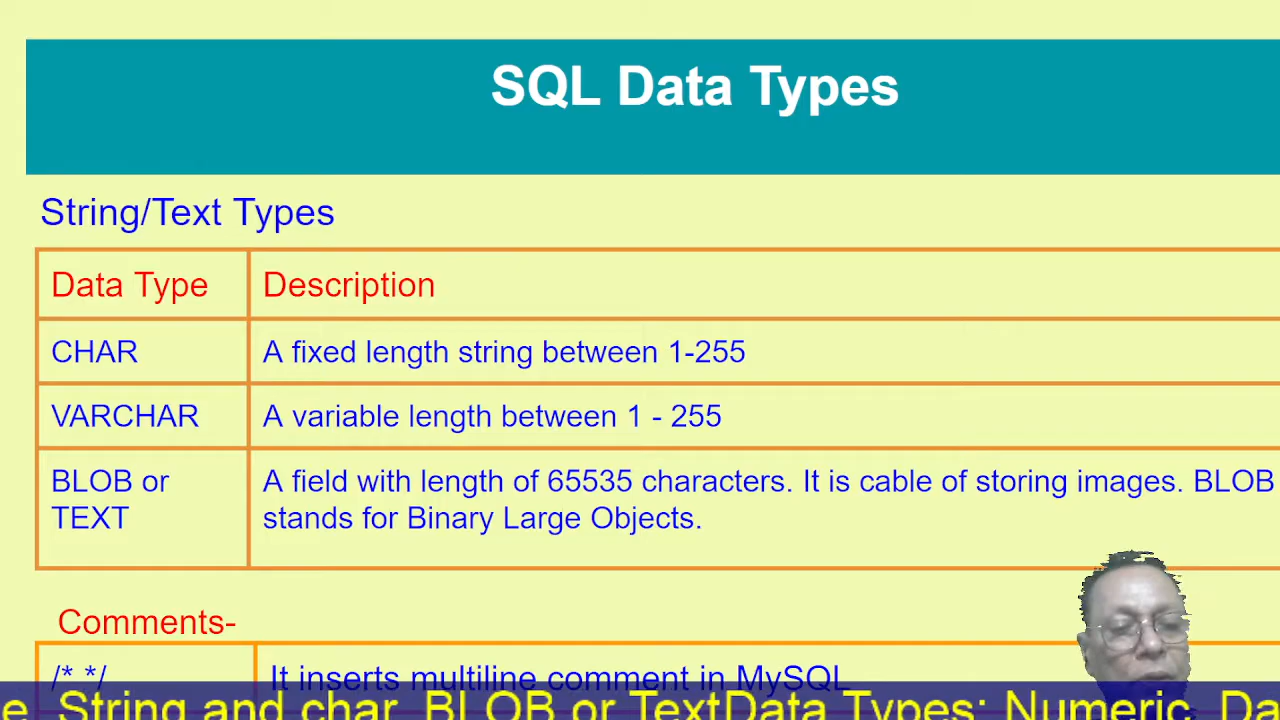 SQL Data Types
String/Text Types
Data Type
Description
CHAR
A fixed length string between 1-255
VARCHAR
A variable length between 1 - 255
BLOB or
TEXT
A field with length of 65535 characters. It is cable of storing images. BLOB
stands for Binary Large Objects.
Comments-
/* */
It inserts multiline comment in MySQL
String and char, BLOB or TextData Types: Numeric, Da